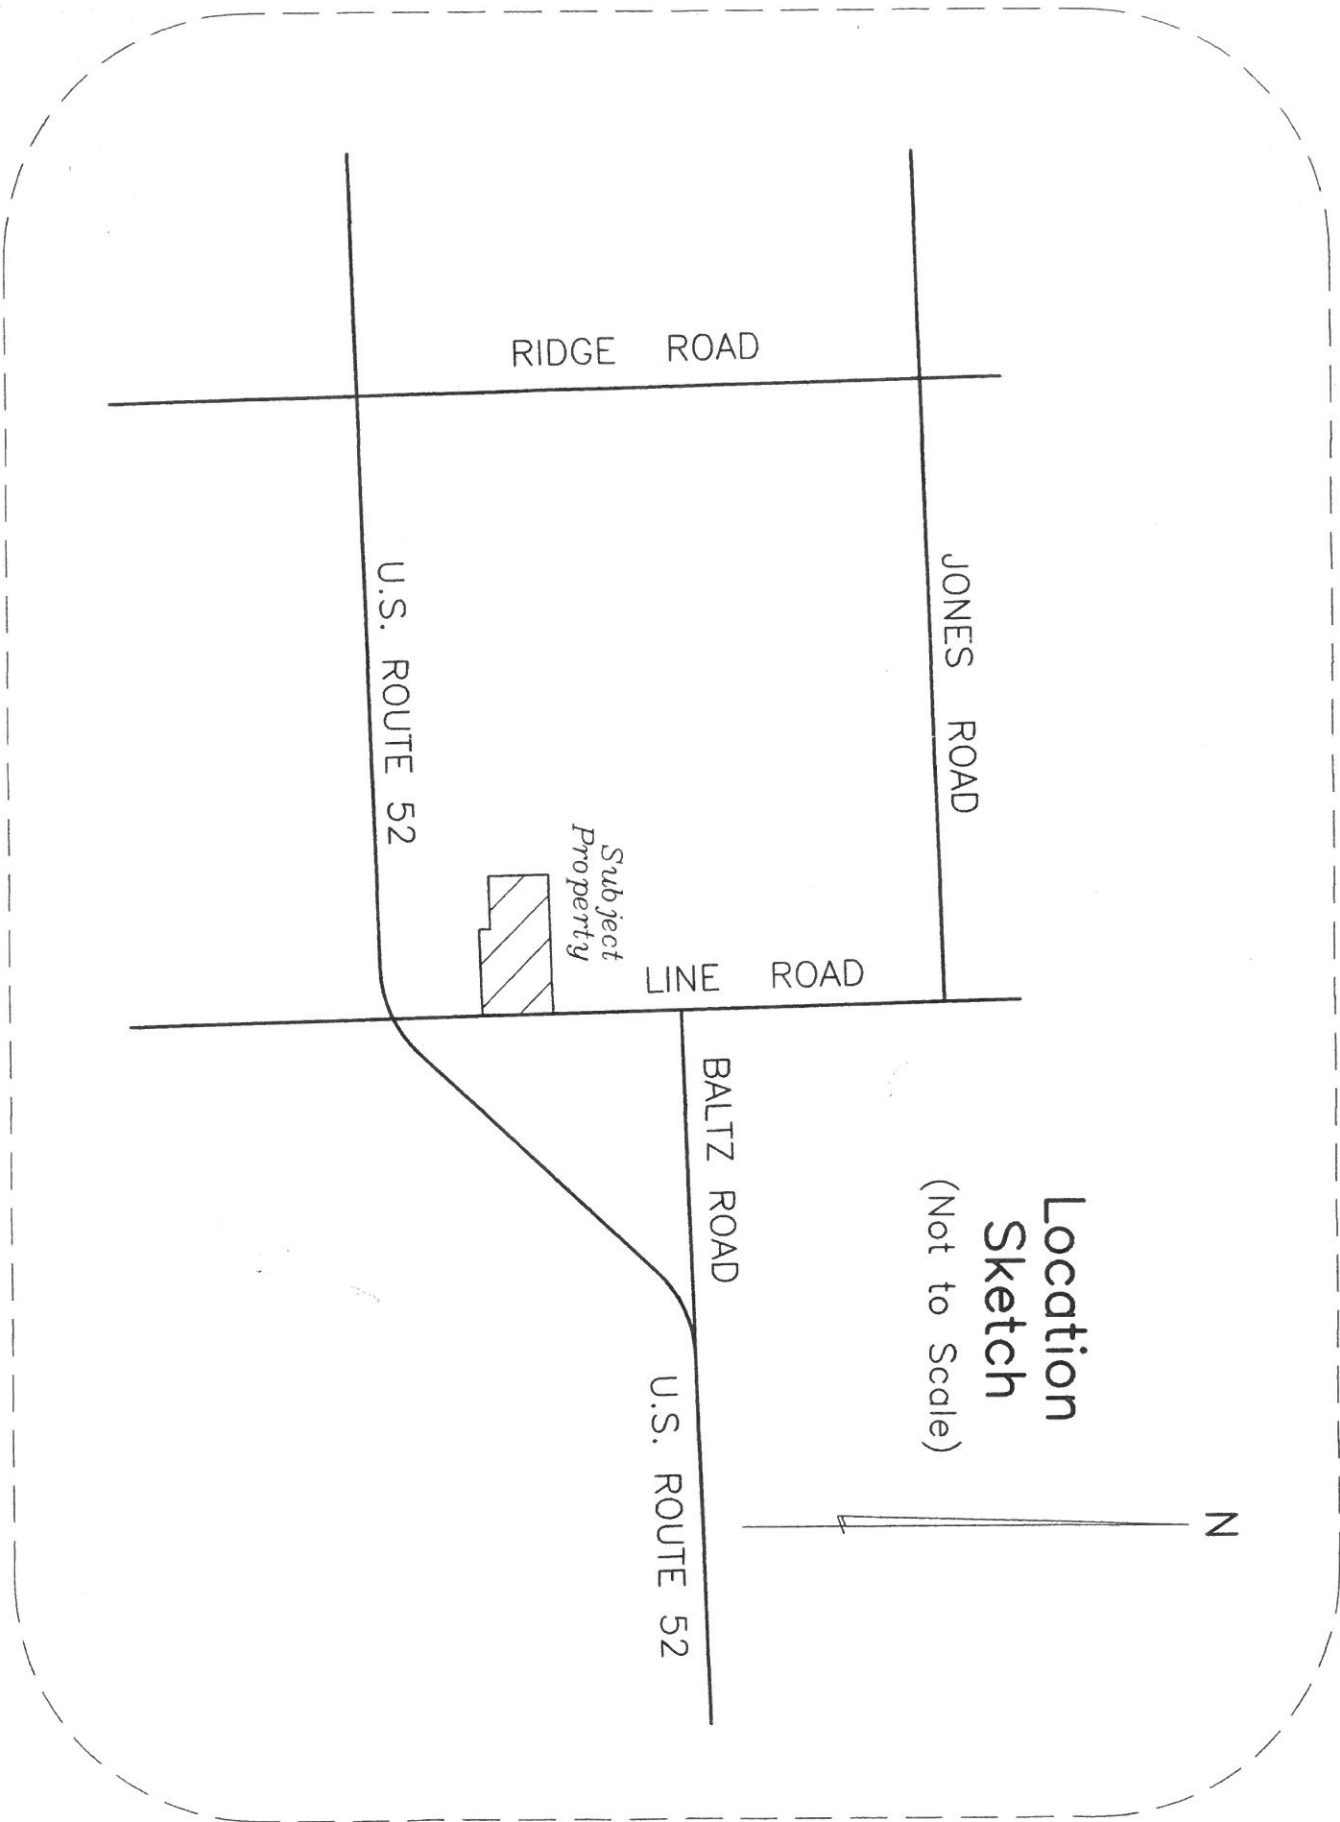 Location
Sketch
(Not to Scale)
N
JONES ROAD
RIDGE ROAD
LINE ROAD
BALTZ ROAD
Subject
Property
U.S. ROUTE 52
U.S. ROUTE 52